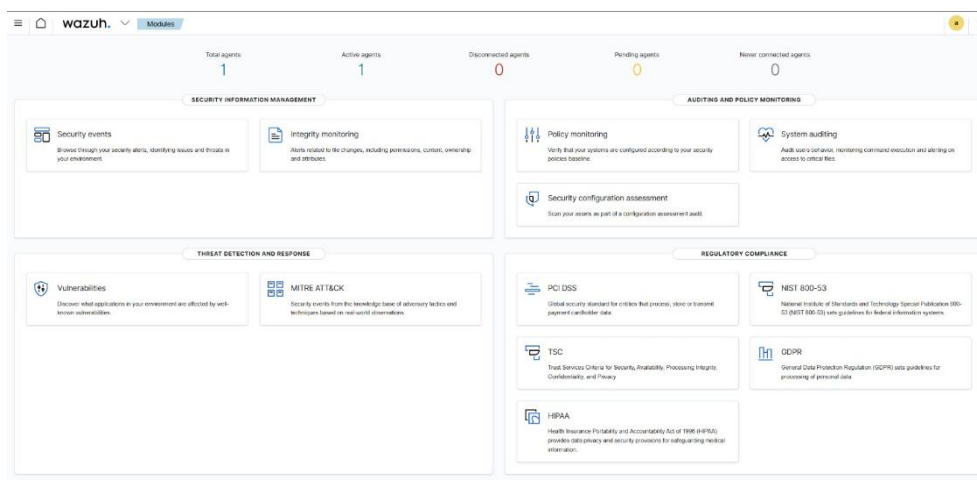 wazuh. Modules a
Total agents
1
Active agents
1
Disconnected agents
0
Pending agents
0
Never connected agents
0
SECURITY INFORMATION MANAGEMENT
Security events
Browse through your security alerts, identifying issues and threats in
your environment.
Integrity monitoring
Alerts related to file changes, including permissions, content, ownership
and attributes.
AUDITING AND POLICY MONITORING
Policy monitoring
Verify that your systems are configured according to your security
policies baseline.
System auditing
Audit users behavior, monitoring command execution and alerting on
access to critical files.
Security configuration assessment
Scan your assets as part of a configuration assessment audit.
THREAT DETECTION AND RESPONSE
Vulnerabilities
Discover what applications in your environment are affected by well-
known vulnerabilities.
MITRE ATT&CK
Security events from the knowledge base of adversary tactics and
techniques based on real-world observations.
REGULATORY COMPLIANCE
PCI DSS
Global security standard for entities that process, store or transmit
payment cardholder data.
NIST 800-53
National Institute of Standards and Technology Special Publication 800-
53 (NIST 800-53) sets guidelines for federal information systems.
TSC
Trust Services Criteria for Security, Availability, Processing Integrity,
Confidentiality, and Privacy
GDPR
General Data Protection Regulation (GDPR) sets guidelines for
processing of personal data.
HIPAA
Health Insurance Portability and Accountability Act of 1996 (HIPAA)
provides data privacy and security provisions for safeguarding medical
information.